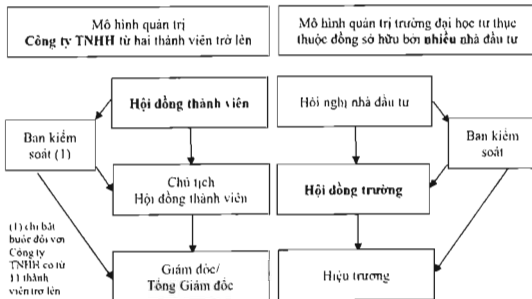 Mô hình quản trị
Công ty TNHH từ hai thành viên trở lên
Mô hình quản trị trường đại học tư thục
thuộc đồng sở hữu bởi nhiều nhà đầu tư
Hội đồng thành viên
Hội nghị nhà đầu tư
Ban kiểm
soát (1)
Ban kiểm
soát
Chủ tịch
Hội đồng thành viên
Hội đồng trường
(1) chỉ bắt
buộc đối với
Công ty
TNHH có từ
11 thành
viên trở lên
Giám đốc/
Tổng Giám đốc
Hiệu trưởng